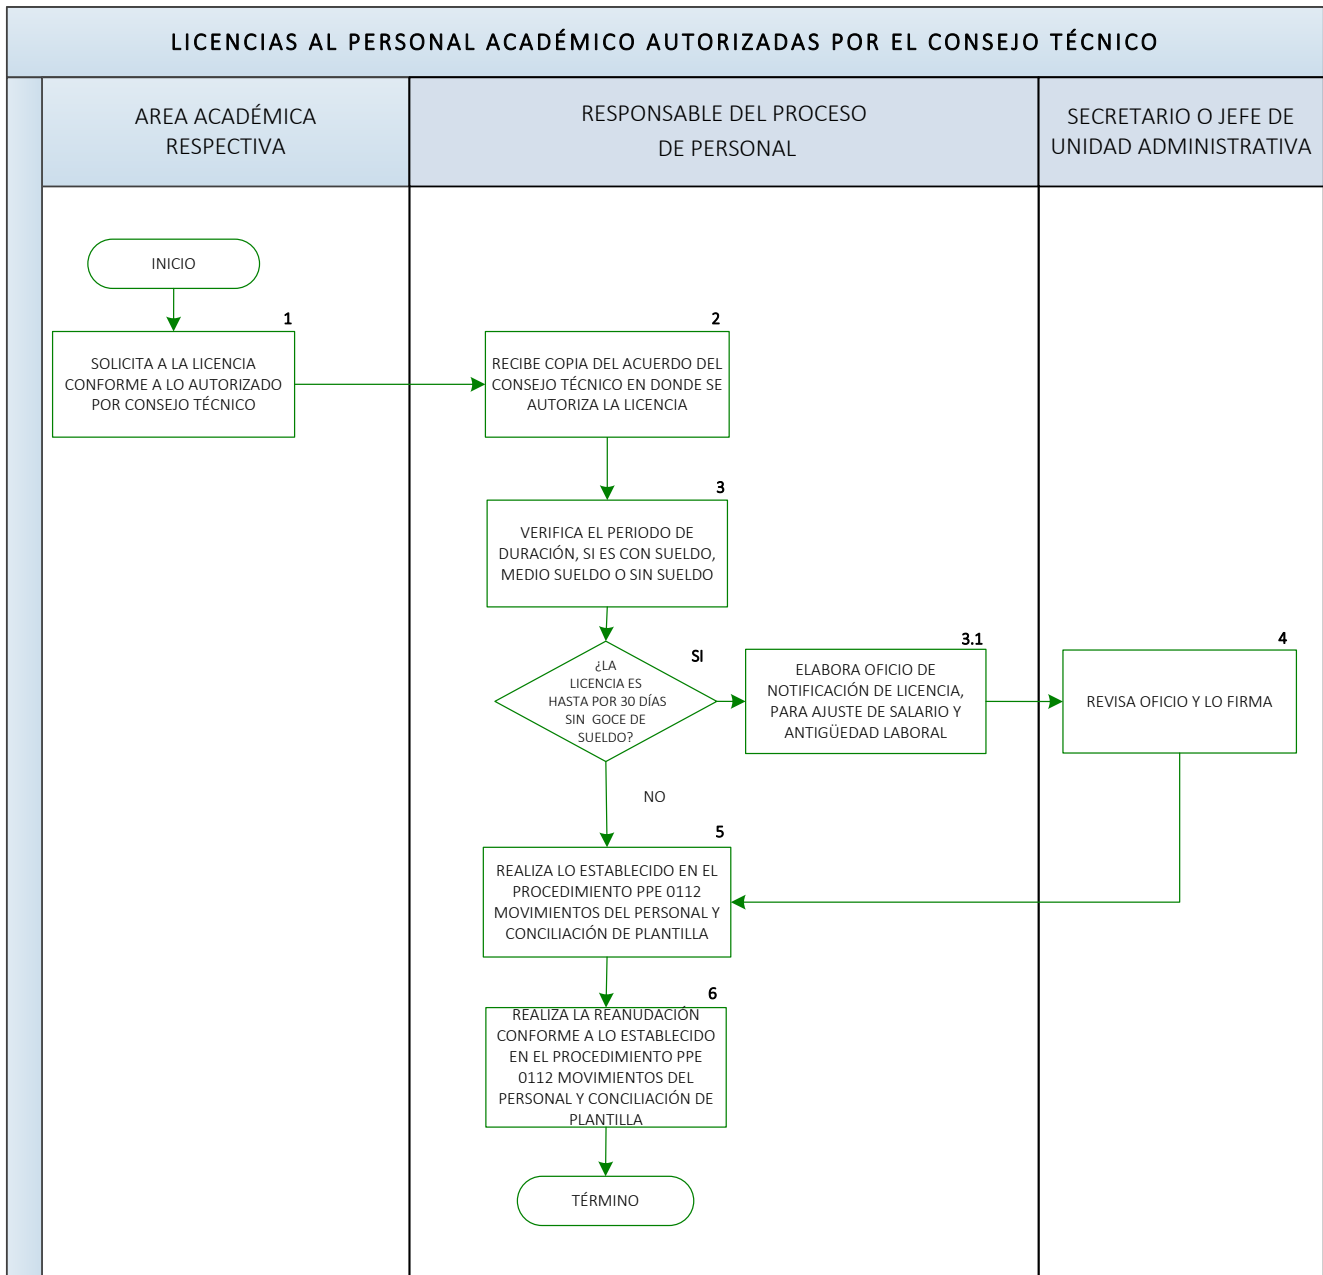 LICENCIAS AL PERSONAL ACADÉMICO AUTORIZADAS POR EL CONSEJO TÉCNICO
AREA ACADÉMICA
RESPECTIVA
RESPONSABLE DEL PROCESO
DE PERSONAL
SECRETARIO O JEFE DE
UNIDAD ADMINISTRATIVA
INICIO
1
SOLICITA A LA LICENCIA
CONFORME A LO AUTORIZADO
POR CONSEJO TÉCNICO
2
RECIBE COPIA DEL ACUERDO DEL
CONSEJO TÉCNICO EN DONDE SE
AUTORIZA LA LICENCIA
3
VERIFICA EL PERIODO DE
DURACIÓN, SI ES CON SUELDO,
MEDIO SUELDO O SIN SUELDO
¿LA
LICENCIA ES
HASTA POR 30 DÍAS
SIN GOCE DE
SUELDO?
SI
3.1
ELABORA OFICIO DE
NOTIFICACIÓN DE LICENCIA,
PARA AJUSTE DE SALARIO Y
ANTIGÜEDAD LABORAL
4
REVISA OFICIO Y LO FIRMA
NO
5
REALIZA LO ESTABLECIDO EN EL
PROCEDIMIENTO PPE 0112
MOVIMIENTOS DEL PERSONAL Y
CONCILIACIÓN DE PLANTILLA
6
REALIZA LA REANUDACIÓN
CONFORME A LO ESTABLECIDO
EN EL PROCEDIMIENTO PPE
0112 MOVIMIENTOS DEL
PERSONAL Y CONCILIACIÓN DE
PLANTILLA
TÉRMINO